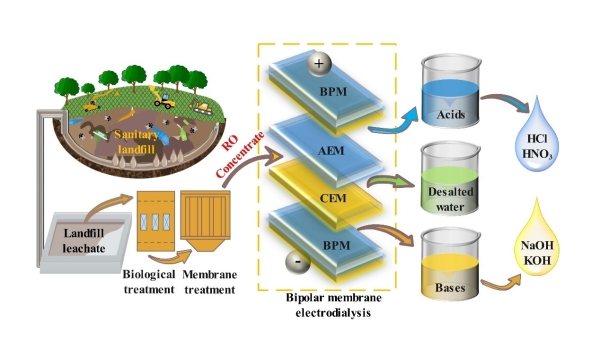 Sanitary
landfill
Landfill
leachate
Biological
treatment
Membrane
treatment
RO
Concentrate
+
BPM
AEM
CEM
BPM
-
Bipolar membrane
electrodialysis
Acids
Desalted
water
Bases
HCl
HNO₃
NaOH
KOH